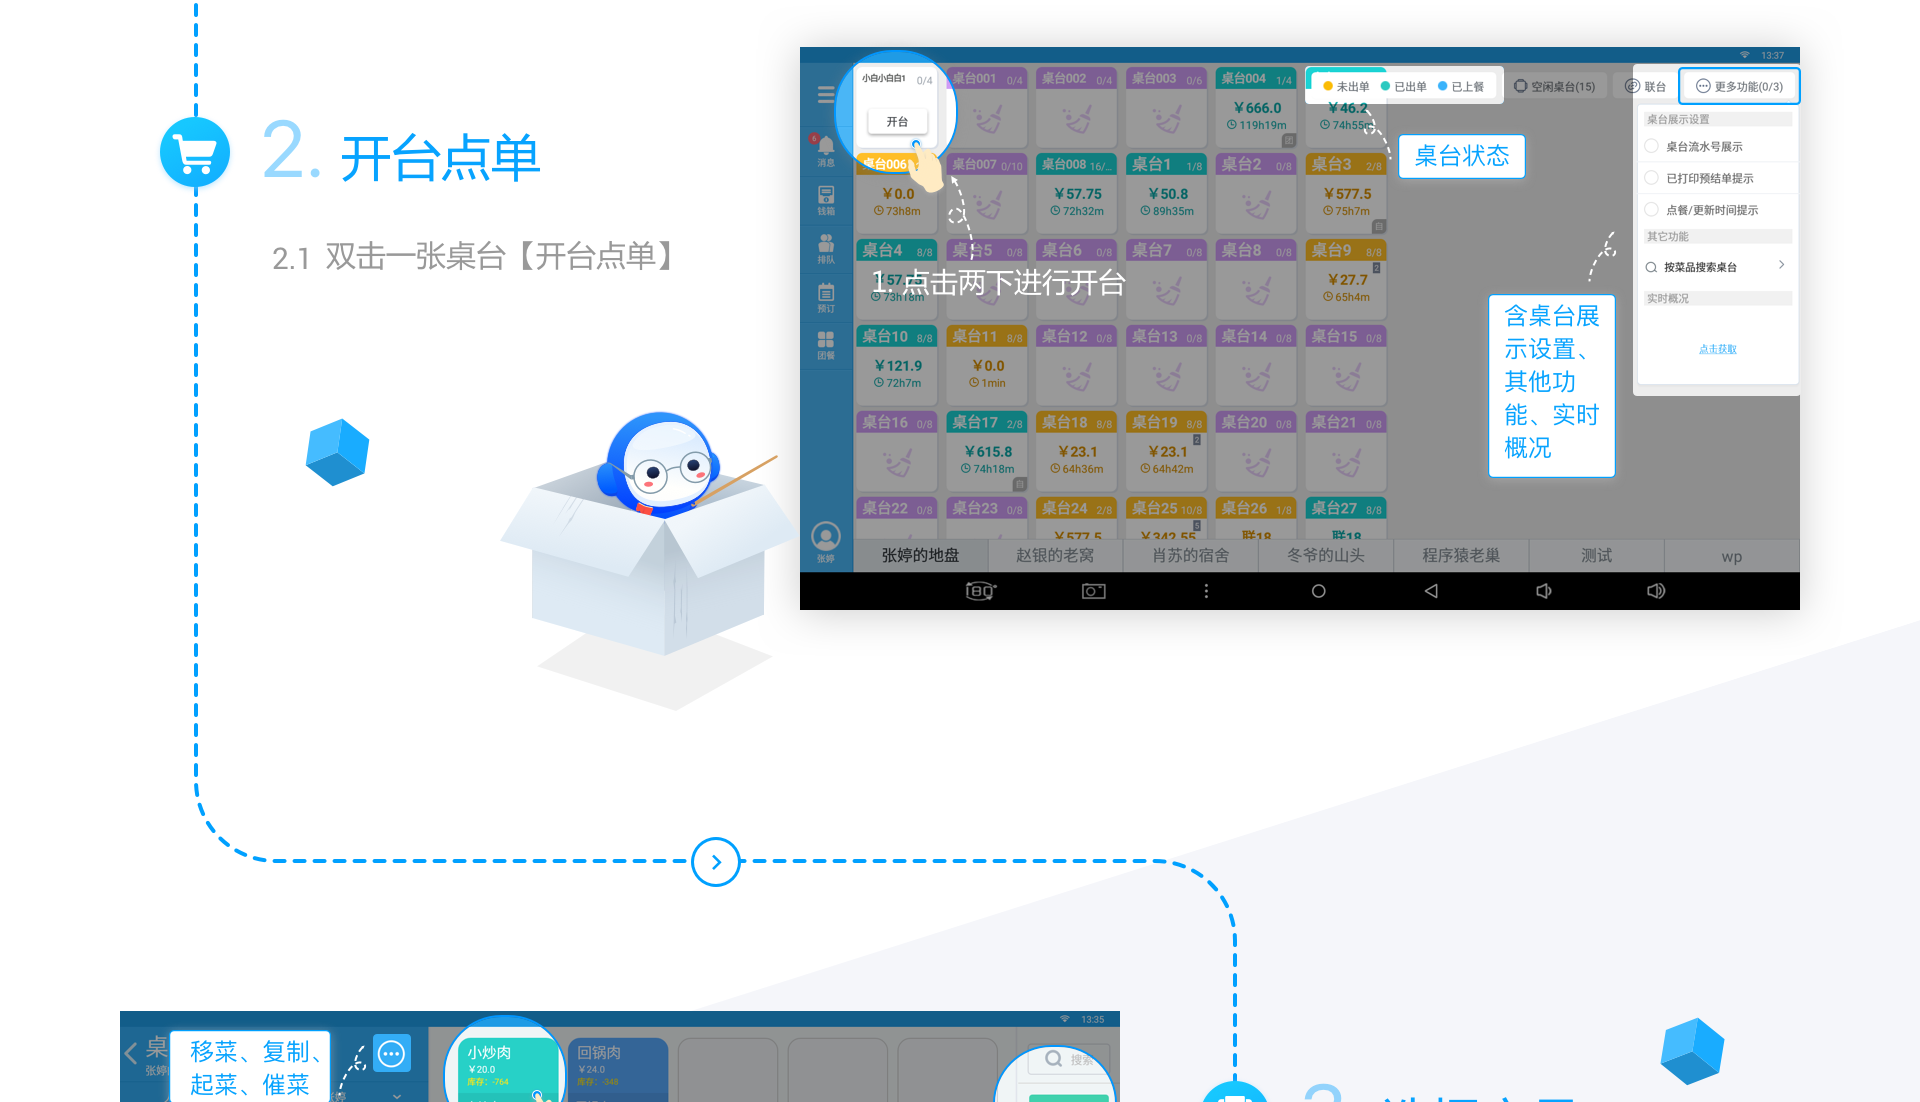 2. 开台点单
2.1 双击一张桌台【开台点单】
13:37
小白小白白1 0/4
开台
桌台001 0/4
桌台002 0/4
桌台003 0/6
桌台004 1/4
￥666.0
119h19m
团
￥46.2
74h55m
未出单 已出单 已上餐
空闲桌台(15)
联台
更多功能(0/3)
桌台状态
桌台展示设置
桌台流水号展示
已打印预结单提示
点餐/更新时间提示
其它功能
按菜品搜索桌台
实时概况
点击获取
含桌台展
示设置、
其他功
能、实时
概况
6
消息
钱箱
排队
预订
团餐
张婷
桌台006
￥0.0
73h8m
桌台007 0/10
桌台008 16/...
￥57.75
72h32m
桌台1 1/8
￥50.8
89h35m
桌台2 0/8
桌台3 2/8
￥577.5
75h7m
自
桌台4 8/8
￥57.75
73h18m
桌台5 0/8
桌台6 0/8
桌台7 0/8
桌台8 0/8
桌台9 8/8
2
￥27.7
65h4m
1. 点击两下进行开台
桌台10 8/8
￥121.9
72h7m
桌台11 8/8
￥0.0
1min
桌台12 0/8
桌台13 0/8
桌台14 0/8
桌台15 0/8
桌台16 0/8
桌台17 2/8
￥615.8
74h18m
自
桌台18 8/8
￥23.1
64h36m
桌台19 8/8
2
￥23.1
64h42m
桌台20 0/8
桌台21 0/8
桌台22 0/8
桌台23 0/8
桌台24 2/8
￥577.5
桌台25 10/8
5
￥342.55
桌台26 1/8
联18
桌台27 8/8
联18
张婷的地盘
赵银的老窝
肖苏的宿舍
冬爷的山头
程序猿老巢
测试
wp
13:35
桌
张婷
移菜、复制、
起菜、催菜
小炒肉
￥20.0
库存：-764
回锅肉
￥24.0
库存：-348
搜索